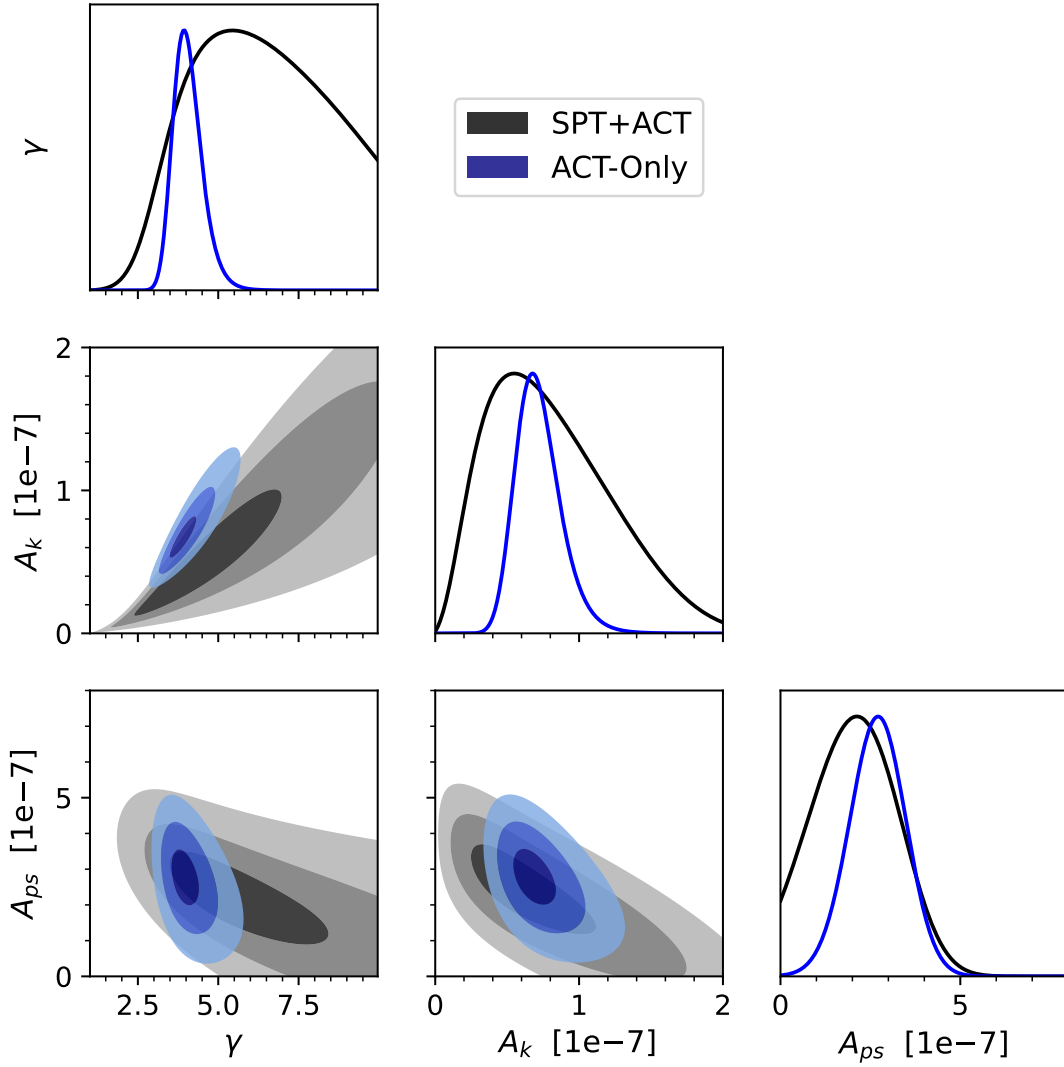 γ
SPT+ACT
ACT-Only
2
1
0
A_k [1e−7]
5
0
A_ps [1e−7]
2.5 5.0 7.5
γ
0 1 2
A_k [1e−7]
0 5
A_ps [1e−7]